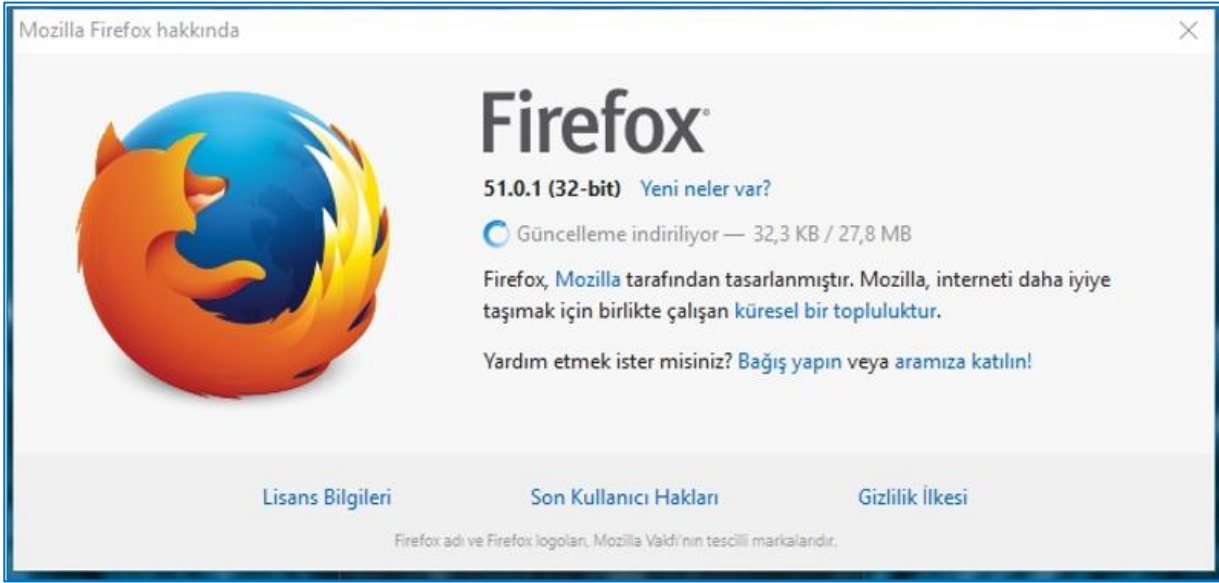 Mozilla Firefox hakkında
Firefox®
51.0.1 (32-bit) Yeni neler var?
Güncelleme indiriliyor — 32,3 KB / 27,8 MB
Firefox, Mozilla tarafından tasarlanmıştır. Mozilla, interneti daha iyiye
taşımak için birlikte çalışan küresel bir topluluktur.
Yardım etmek ister misiniz? Bağış yapın veya aramıza katılın!
Lisans Bilgileri Son Kullanıcı Hakları Gizlilik İlkesi
Firefox adı ve Firefox logoları, Mozilla Vakfı'nın tescilli markalarıdır.